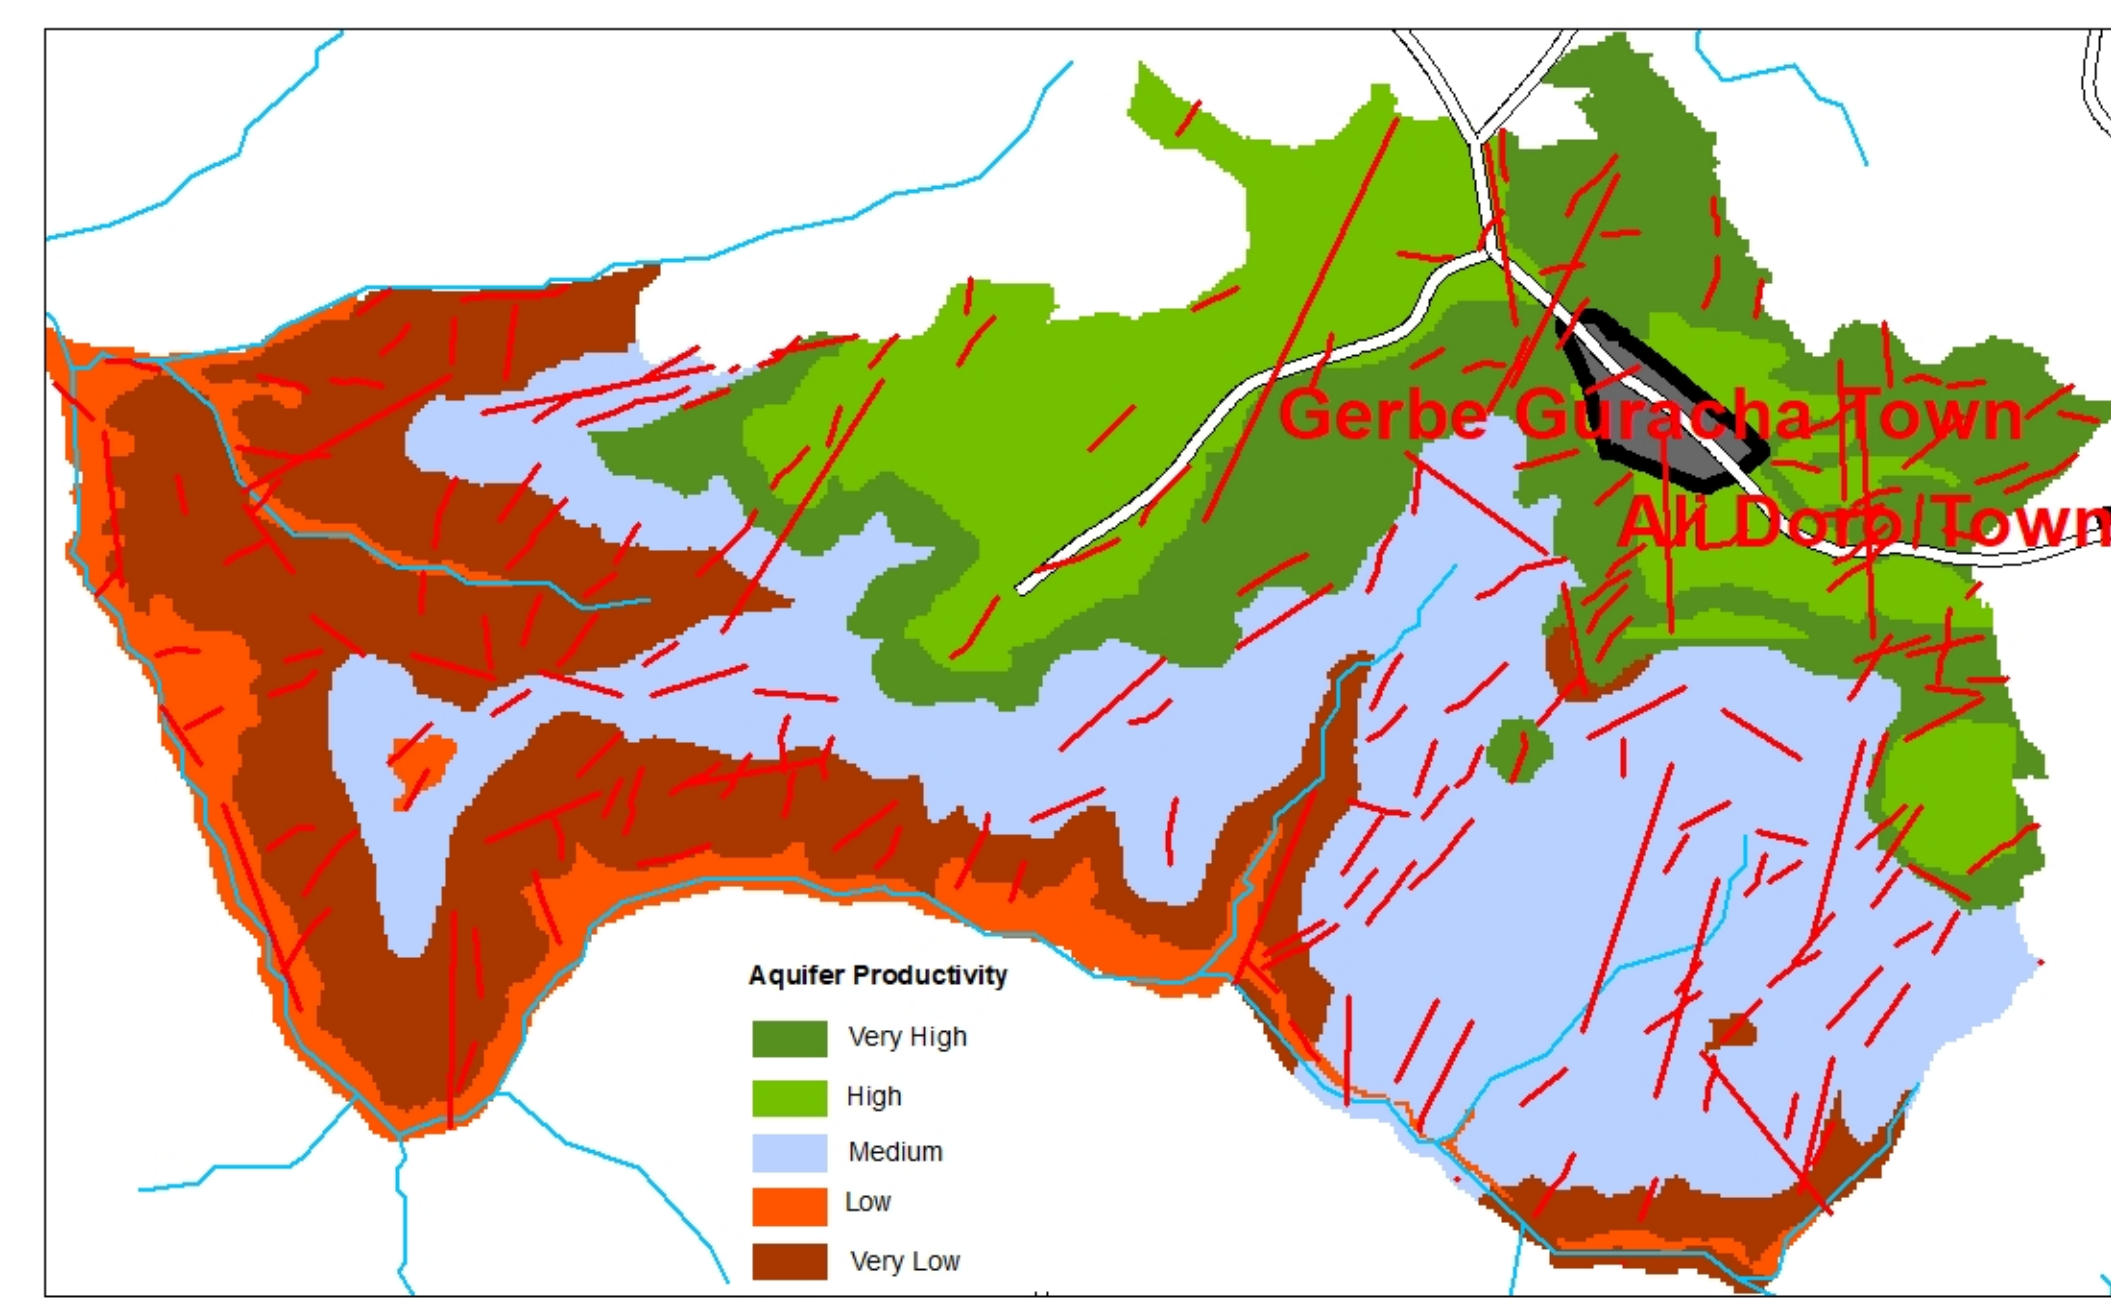 Gerbe Guracha Town
Ali Doro Town
Aquifer Productivity
Very High
High
Medium
Low
Very Low